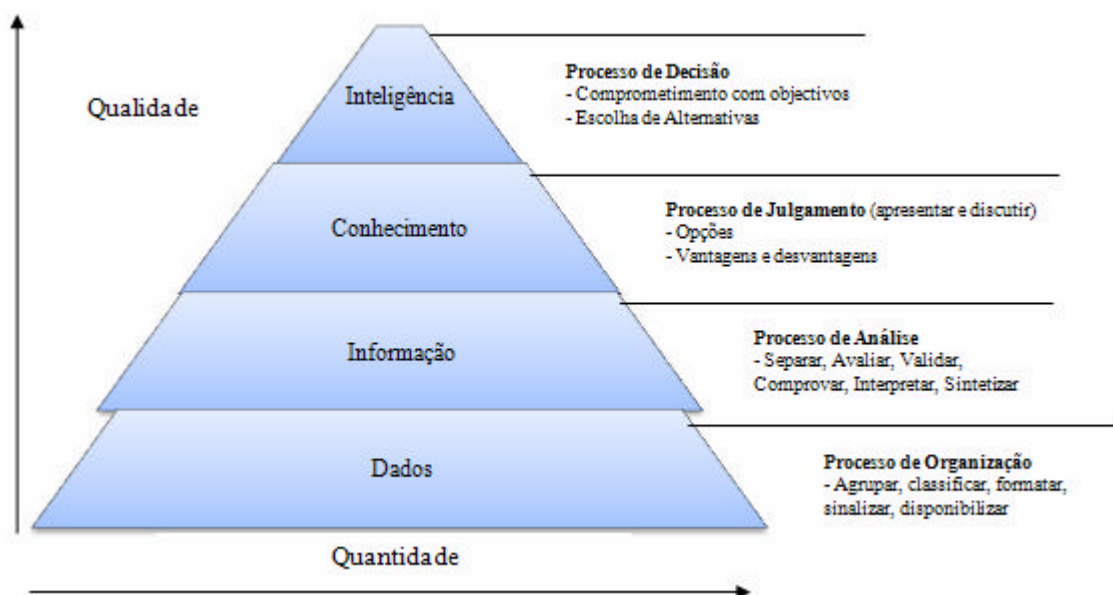 Qualidade
Inteligência
Processo de Decisão
- Comprometimento com objectivos
- Escolha de Alternativas
Conhecimento
Processo de Julgamento (apresentar e discutir)
- Opções
- Vantagens e desvantagens
Informação
Processo de Análise
- Separar, Avaliar, Validar,
Comprovar, Interpretar, Sintetizar
Dados
Processo de Organização
- Agrupar, classificar, formatar,
sinalizar, disponibilizar
Quantidade